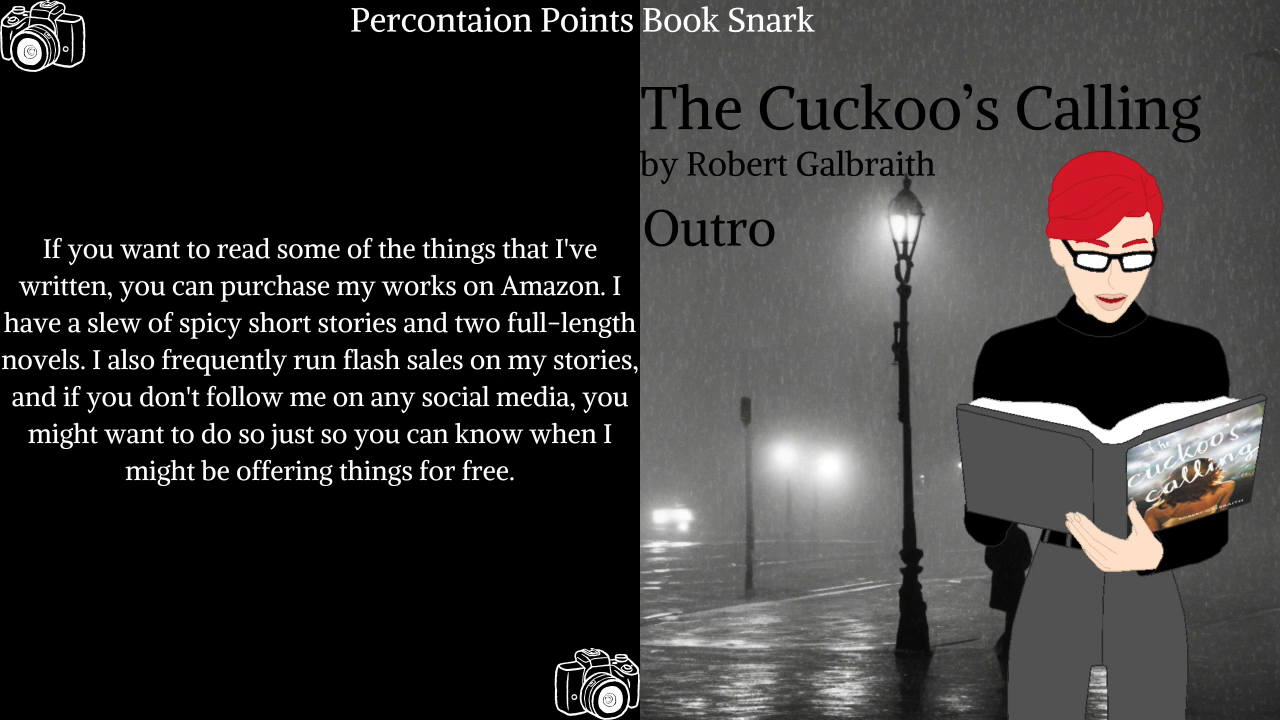 Percontaion Points Book Snark
The Cuckoo’s Calling
by Robert Galbraith
Outro
If you want to read some of the things that I've
written, you can purchase my works on Amazon. I
have a slew of spicy short stories and two full-length
novels. I also frequently run flash sales on my stories,
and if you don't follow me on any social media, you
might want to do so just so you can know when I
might be offering things for free.
The
cuckoo's
calling
ROBERT GALBRAITH